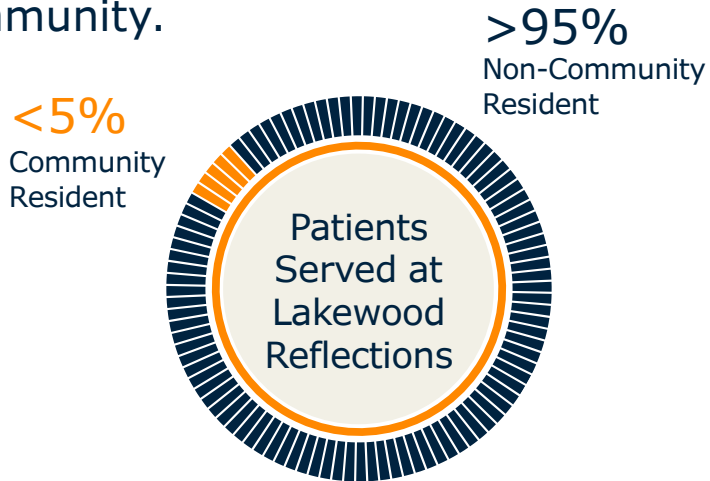 munity.
>95%
Non-Community
Resident
<5%
Community
Resident
Patients
Served at
Lakewood
Reflections